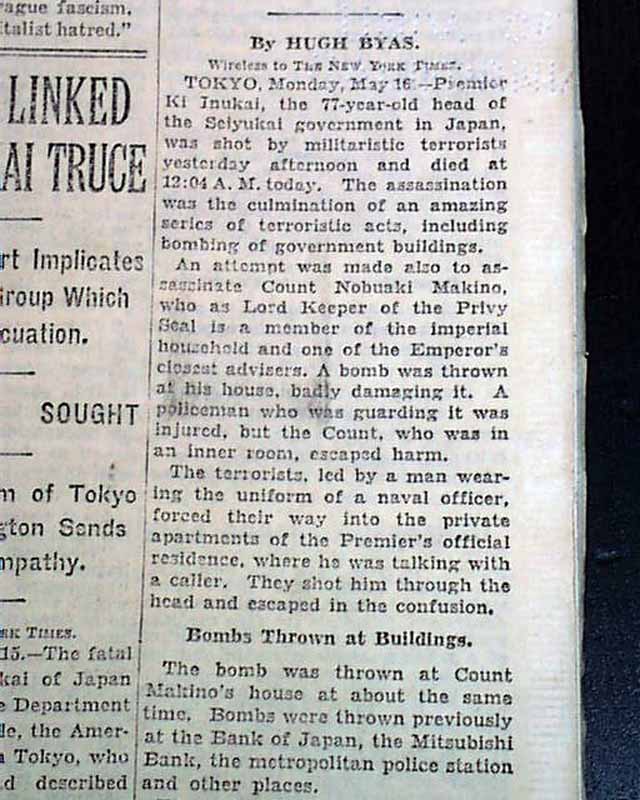 rague fascism,
italist hatred."
LINKED
AI TRUCE
rt Implicates
Group Which
cuation.
SOUGHT
m of Tokyo
gton Sends
mpathy.
RK TIMES.
15.—The fatal
kai of Japan
e Department
le, the Amer-
n Tokyo, who
d described
By HUGH BYAS.
Wireless to THE NEW YORK TIMES.
TOKYO, Monday, May 16.—Premier
Ki Inukai, the 77-year-old head of
the Seiyukai government in Japan,
was shot by militaristic terrorists
yesterday afternoon and died at
12:04 A. M. today. The assassination
was the culmination of an amazing
series of terroristic acts, including
bombing of government buildings.
An attempt was made also to as-
sassinate Count Nobuaki Makino,
who as Lord Keeper of the Privy
Seal is a member of the imperial
household and one of the Emperor's
closest advisers. A bomb was thrown
at his house, badly damaging it. A
policeman who was guarding it was
injured, but the Count, who was in
an inner room, escaped harm.
The terrorists, led by a man wear-
ing the uniform of a naval officer,
forced their way into the private
apartments of the Premier's official
residence, where he was talking with
a caller. They shot him through the
head and escaped in the confusion.
Bombs Thrown at Buildings.
The bomb was thrown at Count
Makino's house at about the same
time. Bombs were thrown previously
at the Bank of Japan, the Mitsubishi
Bank, the metropolitan police station
and other places.